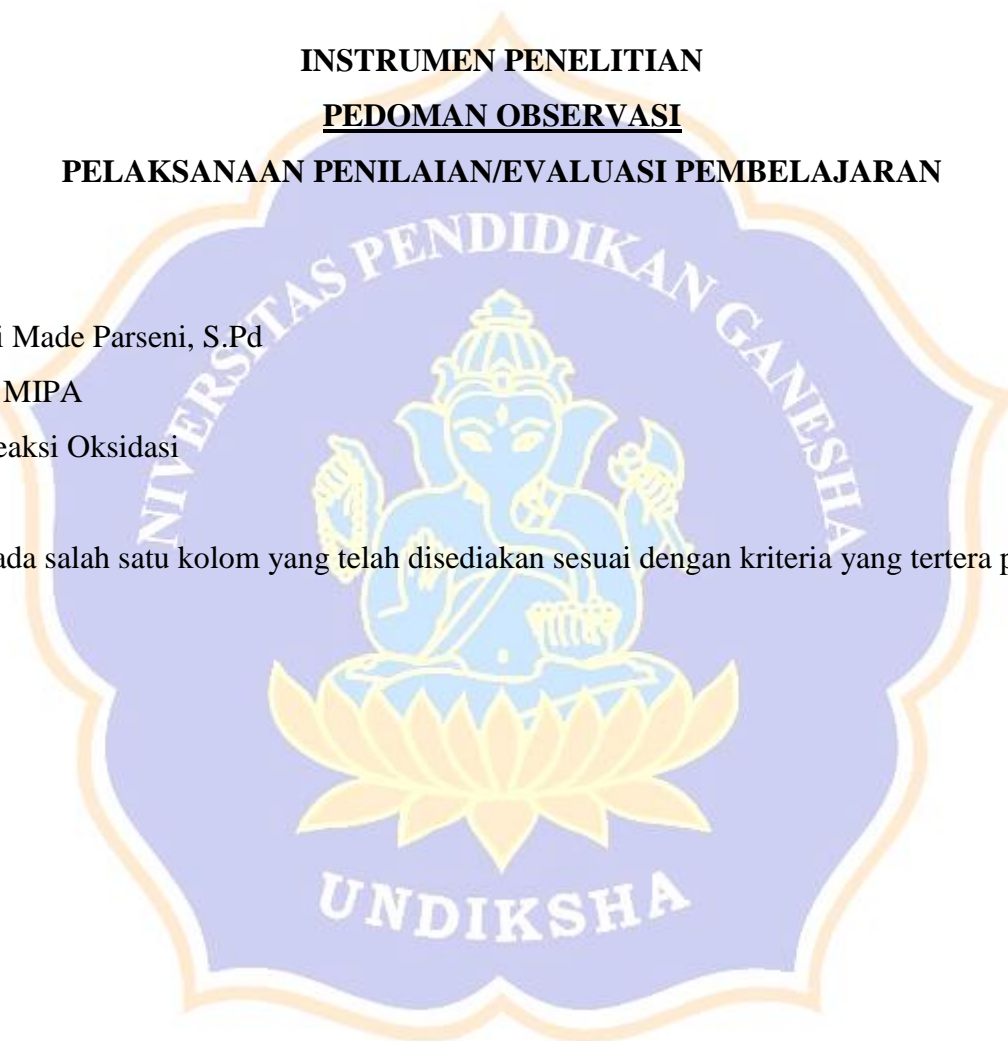 INSTRUMEN PENELITIAN
PEDOMAN OBSERVASI
PELAKSANAAN PENILAIAN/EVALUASI PEMBELAJARAN
NIVERSITAS PENDIDIKAN GANESHA
i Made Parseni, S.Pd
MIPA
eaksi Oksidasi
ada salah satu kolom yang telah disediakan sesuai dengan kriteria yang tertera p
UNDIKSHA